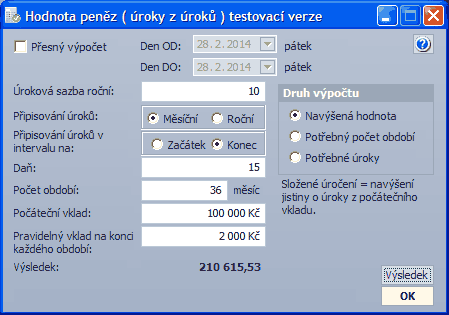 Hodnota peněz ( úroky z úroků ) testovací verze
Přesný výpočet
Den OD: 28. 2. 2014 pátek
Den DO: 28. 2. 2014 pátek
?
Úroková sazba roční: 10
Připisování úroků: Měsíční Roční
Připisování úroků v
intervalu na: Začátek Konec
Daň: 15
Počet období: 36 měsíc
Počáteční vklad: 100 000 Kč
Pravidelný vklad na konci
každého období: 2 000 Kč
Výsledek: 210 615,53
Druh výpočtu
Navýšená hodnota
Potřebný počet období
Potřebné úroky
Složené úročení = navýšení
jistiny o úroky z počátečního
vkladu.
Výsledek
OK